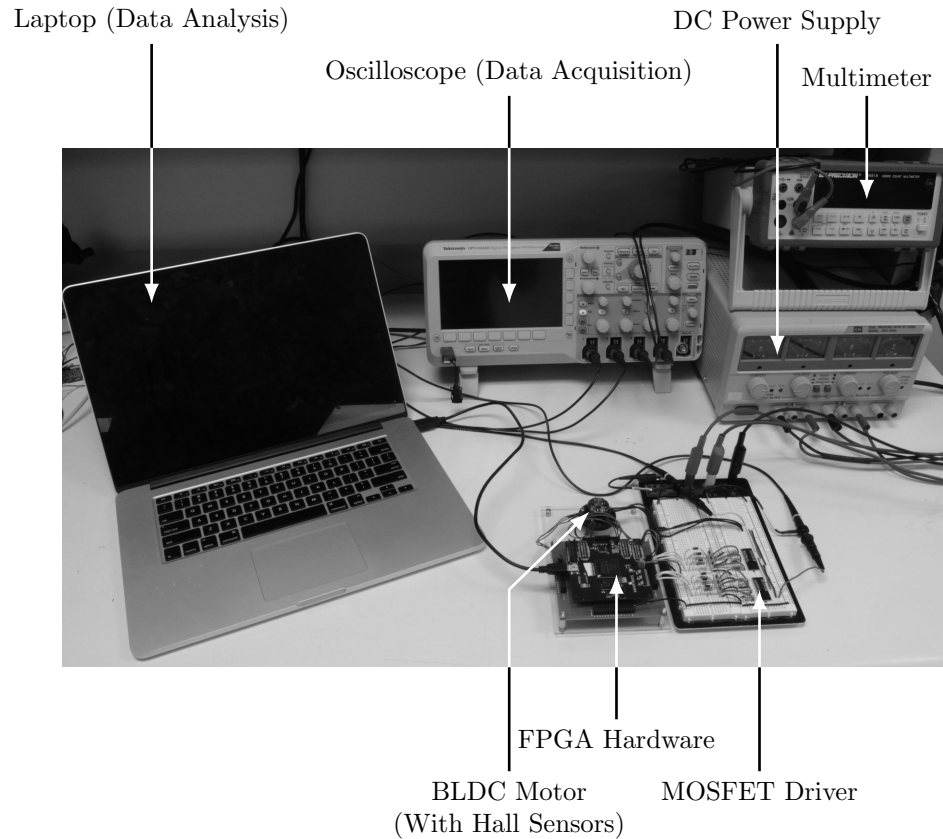 Laptop (Data Analysis)
DC Power Supply
Oscilloscope (Data Acquisition)
Multimeter
Tektronix
PRECISION
FPGA Hardware
BLDC Motor
(With Hall Sensors)
MOSFET Driver